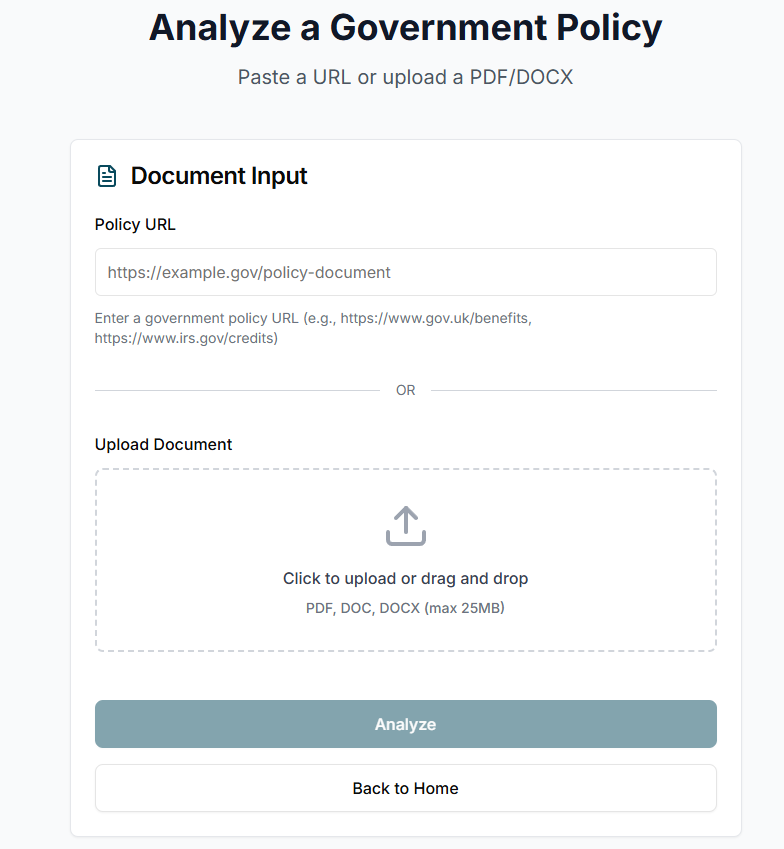 Analyze a Government Policy
Paste a URL or upload a PDF/DOCX
Document Input
Policy URL
https://example.gov/policy-document
Enter a government policy URL (e.g., https://www.gov.uk/benefits,
https://www.irs.gov/credits)
OR
Upload Document
Click to upload or drag and drop
PDF, DOC, DOCX (max 25MB)
Analyze
Back to Home